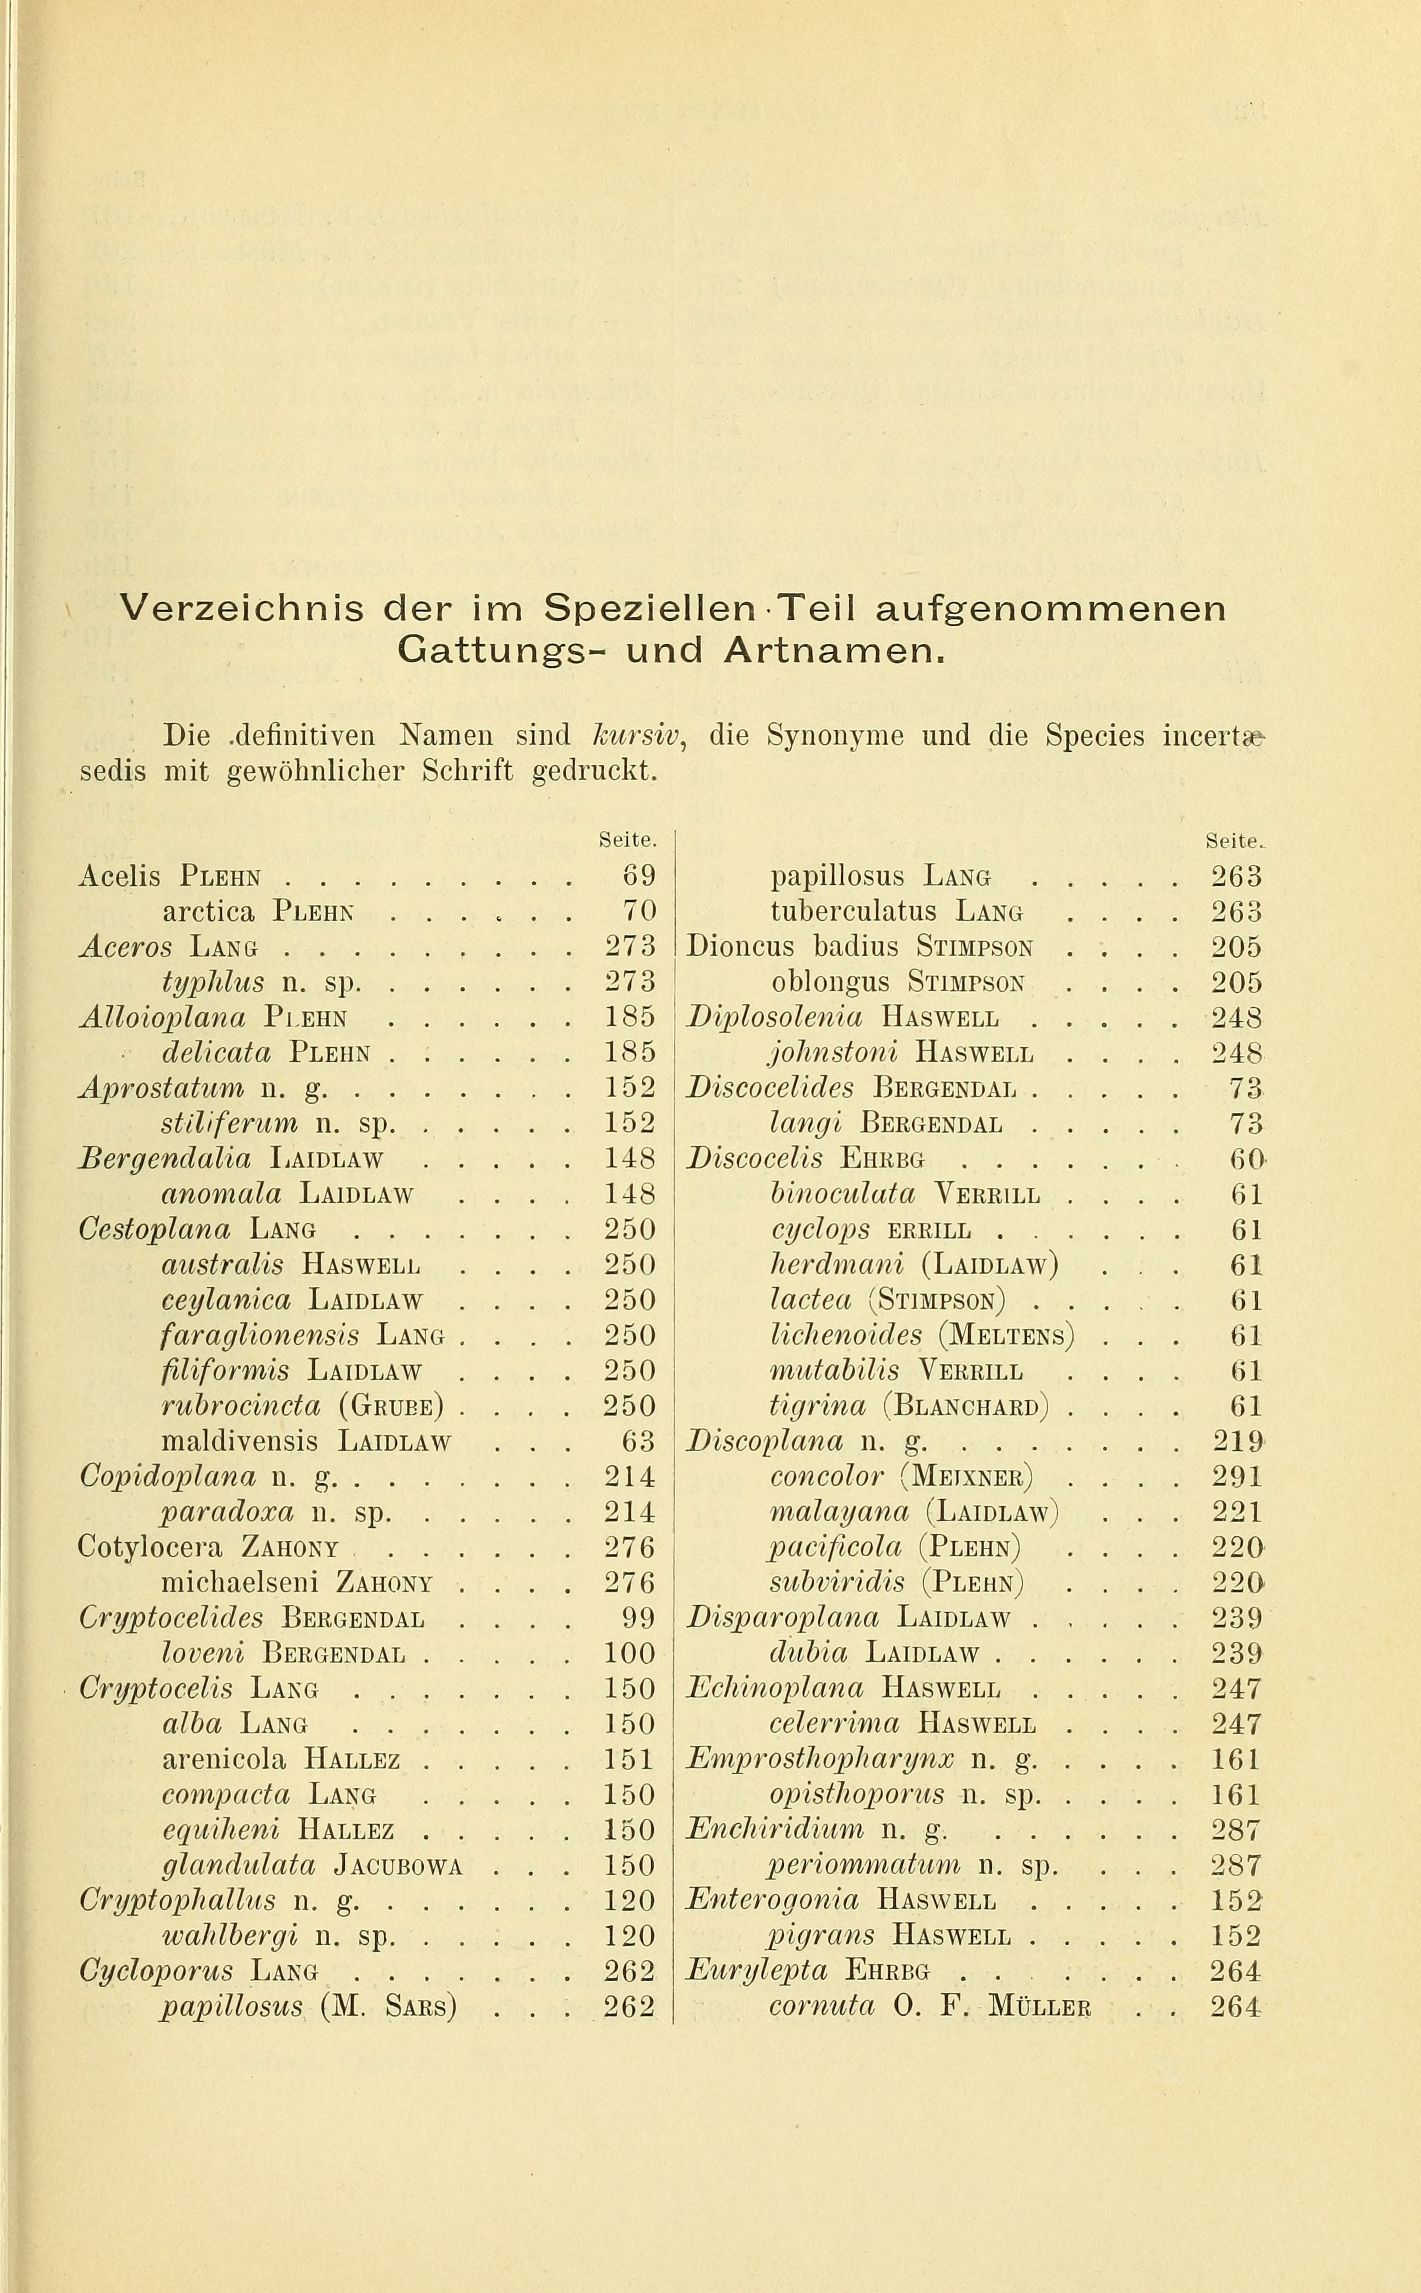 Verzeichnis der im Speziellen Teil aufgenommenen
Gattungs- und Artnamen.
Die definitiven Namen sind kursiv, die Synonyme und die Species incertæ
sedis mit gewöhnlicher Schrift gedruckt.
Seite.
Acelis PLEHN . . . . . . . . . 69
arctica PLEHN . . . . . . 70
Aceros LANG . . . . . . . . . 273
typhlus n. sp. . . . . . . 273
Alloioplana PLEHN . . . . . . 185
delicata PLEHN . . . . . . 185
Aprostatum n. g. . . . . . . . 152
stiliferum n. sp. . . . . . 152
Bergendalia LAIDLAW . . . . . 148
anomala LAIDLAW . . . . 148
Cestoplana LANG . . . . . . . 250
australis HASWELL . . . . 250
ceylanica LAIDLAW . . . . 250
faraglionensis LANG . . . . 250
filiformis LAIDLAW . . . . 250
rubrocincta (GRUBE) . . . . 250
maldivensis LAIDLAW . . . 63
Copidoplana n. g. . . . . . . . 214
paradoxa n. sp. . . . . . 214
Cotylocera ZAHONY . . . . . . . 276
michaelseni ZAHONY . . . . 276
Cryptocelides BERGENDAL . . . . 99
loveni BERGENDAL . . . . . 100
Cryptocelis LANG . . . . . . . 150
alba LANG . . . . . . . 150
arenicola HALLEZ . . . . . 151
compacta LANG . . . . . 150
equiheni HALLEZ . . . . . 150
glandulata JACUBOWA . . . 150
Cryptophallus n. g. . . . . . . 120
wahlbergi n. sp. . . . . . 120
Cycloporus LANG . . . . . . . 262
papillosus (M. SARS) . . . 262
Seite.
papillosus LANG . . . . . 263
tuberculatus LANG . . . . 263
Dioncus badius STIMPSON . . . . 205
oblongus STIMPSON . . . . 205
Diplosolenia HASWELL . . . . . 248
johnstoni HASWELL . . . . 248
Discocelides BERGENDAL . . . . . 73
langi BERGENDAL . . . . . 73
Discocelis EHRBG . . . . . . . 60
binoculata VERRILL . . . . 61
cyclops ERRILL . . . . . . 61
herdmani (LAIDLAW) . . . 61
lactea (STIMPSON) . . . . . 61
lichenoides (MELTENS) . . . 61
mutabilis VERRILL . . . . 61
tigrina (BLANCHARD) . . . . 61
Discoplana n. g. . . . . . . . 219
concolor (MEIXNER) . . . . 291
malayana (LAIDLAW) . . . 221
pacificola (PLEHN) . . . . 220
subviridis (PLEHN) . . . . 220
Disparoplana LAIDLAW . . . . . 239
dubia LAIDLAW . . . . . . 239
Echinoplana HASWELL . . . . . 247
celerrima HASWELL . . . . 247
Emprosthopharynx n. g. . . . . 161
opisthoporus n. sp. . . . . 161
Enchiridium n. g. . . . . . . 287
periommatum n. sp. . . . 287
Enterogonia HASWELL . . . . . 152
pigrans HASWELL . . . . . 152
Eurylepta EHRBG . . . . . . . 264
cornuta O. F. MÜLLER . . 264